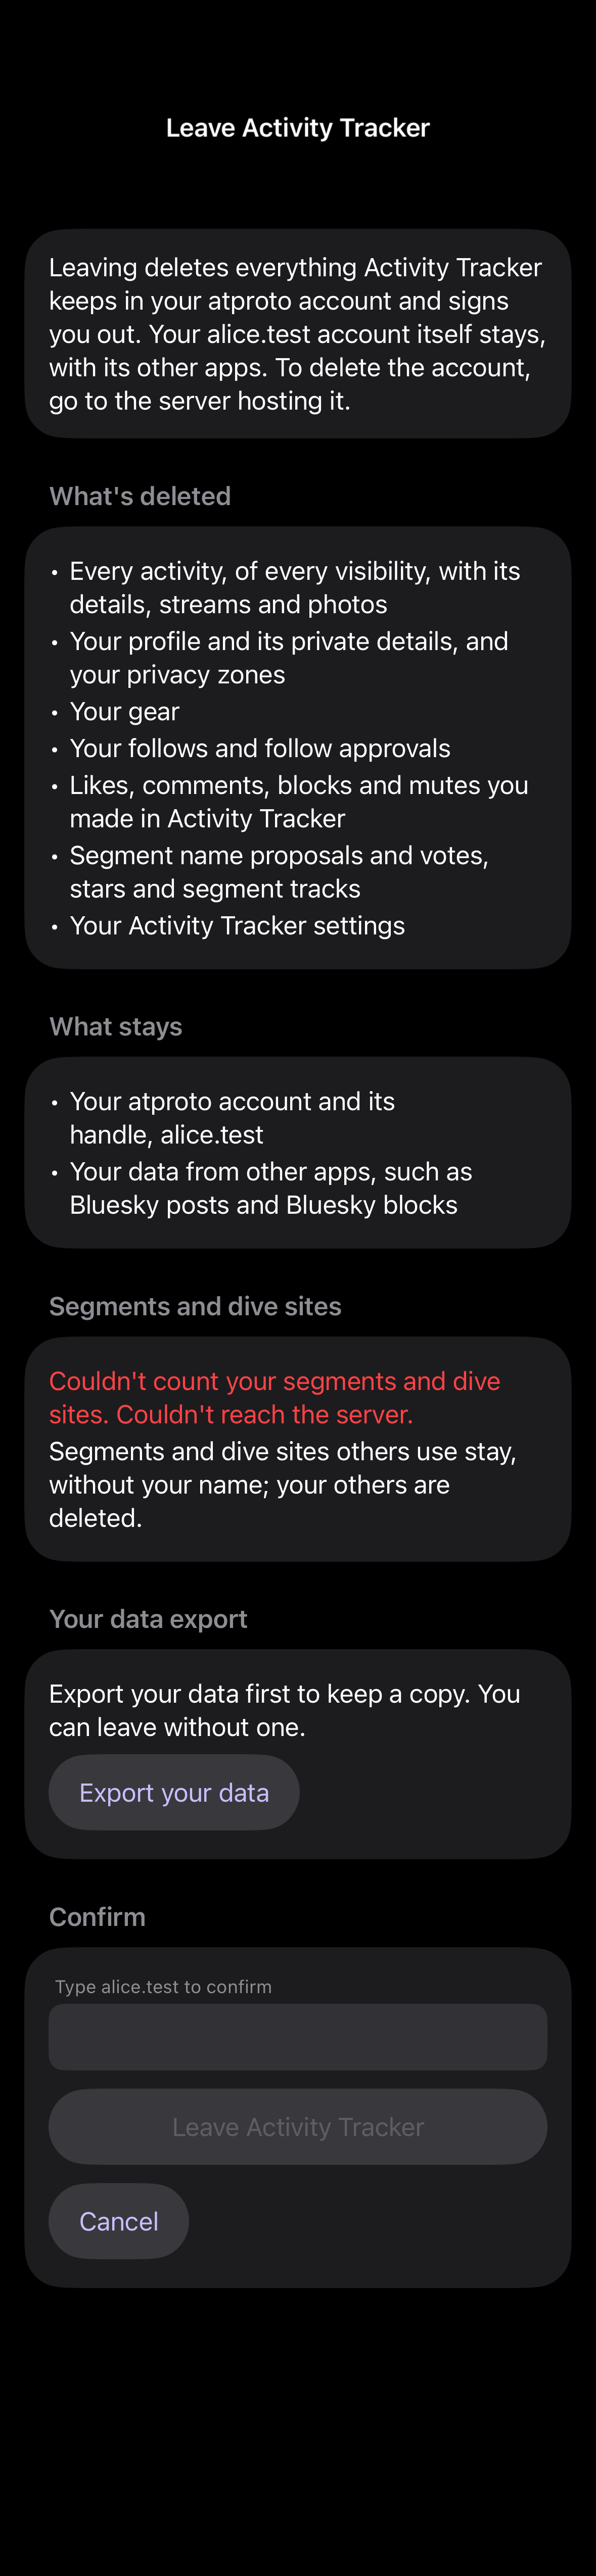 Leave Activity Tracker
Leaving deletes everything Activity Tracker
keeps in your atproto account and signs
you out. Your alice.test account itself stays,
with its other apps. To delete the account,
go to the server hosting it.
What's deleted
• Every activity, of every visibility, with its
details, streams and photos
• Your profile and its private details, and
your privacy zones
• Your gear
• Your follows and follow approvals
• Likes, comments, blocks and mutes you
made in Activity Tracker
• Segment name proposals and votes,
stars and segment tracks
• Your Activity Tracker settings
What stays
• Your atproto account and its
handle, alice.test
• Your data from other apps, such as
Bluesky posts and Bluesky blocks
Segments and dive sites
Couldn't count your segments and dive
sites. Couldn't reach the server.
Segments and dive sites others use stay,
without your name; your others are
deleted.
Your data export
Export your data first to keep a copy. You
can leave without one.
Export your data
Confirm
Type alice.test to confirm
Leave Activity Tracker
Cancel